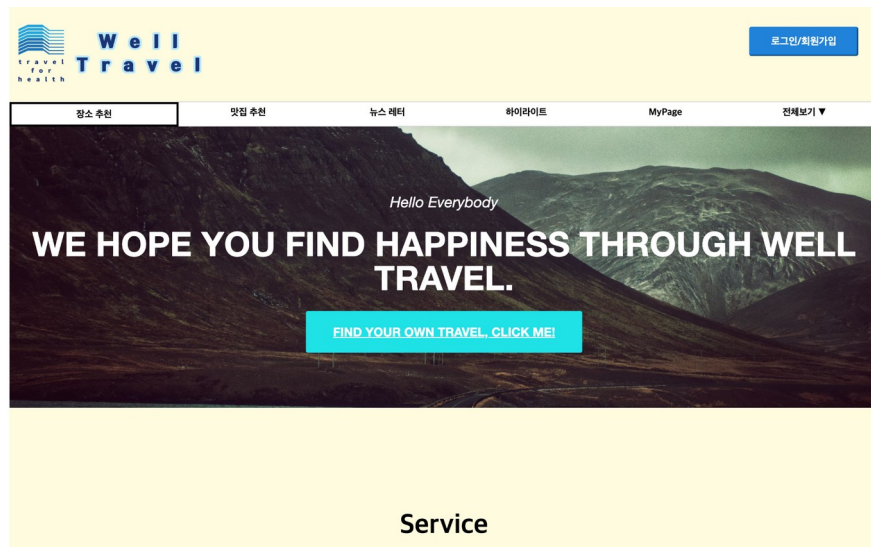 Well
Travel
travel
for
health
로그인/회원가입
장소 추천
맛집 추천
뉴스 레터
하이라이트
MyPage
전체보기 ▼
Hello Everybody
WE HOPE YOU FIND HAPPINESS THROUGH WELL
TRAVEL.
FIND YOUR OWN TRAVEL, CLICK ME!
Service